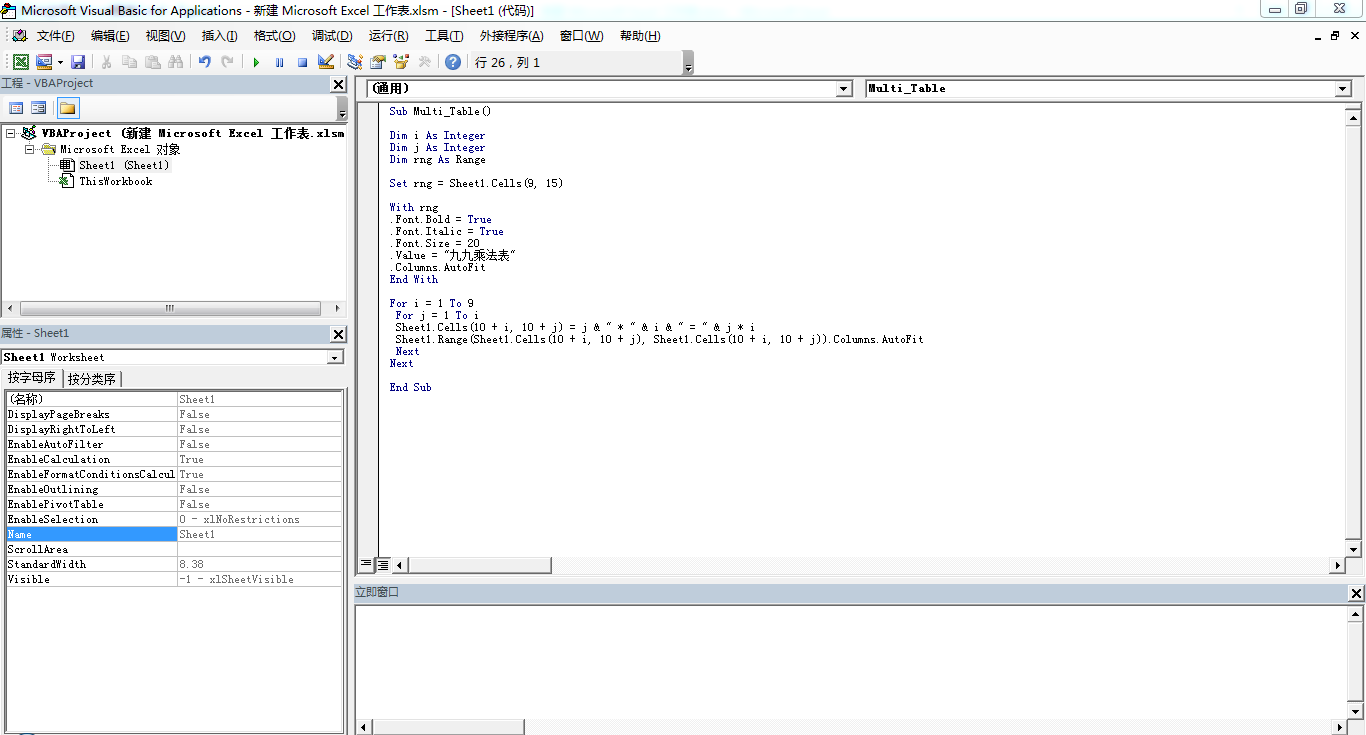 Microsoft Visual Basic for Applications - 新建 Microsoft Excel 工作表.xlsm - [Sheet1 (代码)]
文件(F) 编辑(E) 视图(V) 插入(I) 格式(O) 调试(D) 运行(R) 工具(T) 外接程序(A) 窗口(W) 帮助(H)
行 26 , 列 1
工程 - VBAProject
VBAProject (新建 Microsoft Excel 工作表.xlsm
Microsoft Excel 对象
Sheet1 (Sheet1)
ThisWorkbook
属性 - Sheet1
Sheet1 Worksheet
按字母序 按分类序
(名称) Sheet1
DisplayPageBreaks False
DisplayRightToLeft False
EnableAutoFilter False
EnableCalculation True
EnableFormatConditionsCalcul True
EnableOutlining False
EnablePivotTable False
EnableSelection 0 - xlNoRestrictions
Name Sheet1
ScrollArea
StandardWidth 8.38
Visible -1 - xlSheetVisible
(通用) Multi_Table
Sub Multi_Table()
Dim i As Integer
Dim j As Integer
Dim rng As Range
Set rng = Sheet1.Cells(9, 15)
With rng
.Font.Bold = True
.Font.Italic = True
.Font.Size = 20
.Value = "九九乘法表"
.Columns.AutoFit
End With
For i = 1 To 9
For j = 1 To i
Sheet1.Cells(10 + i, 10 + j) = j & " * " & i & " = " & j * i
Sheet1.Range(Sheet1.Cells(10 + i, 10 + j), Sheet1.Cells(10 + i, 10 + j)).Columns.AutoFit
Next
Next
End Sub
立即窗口